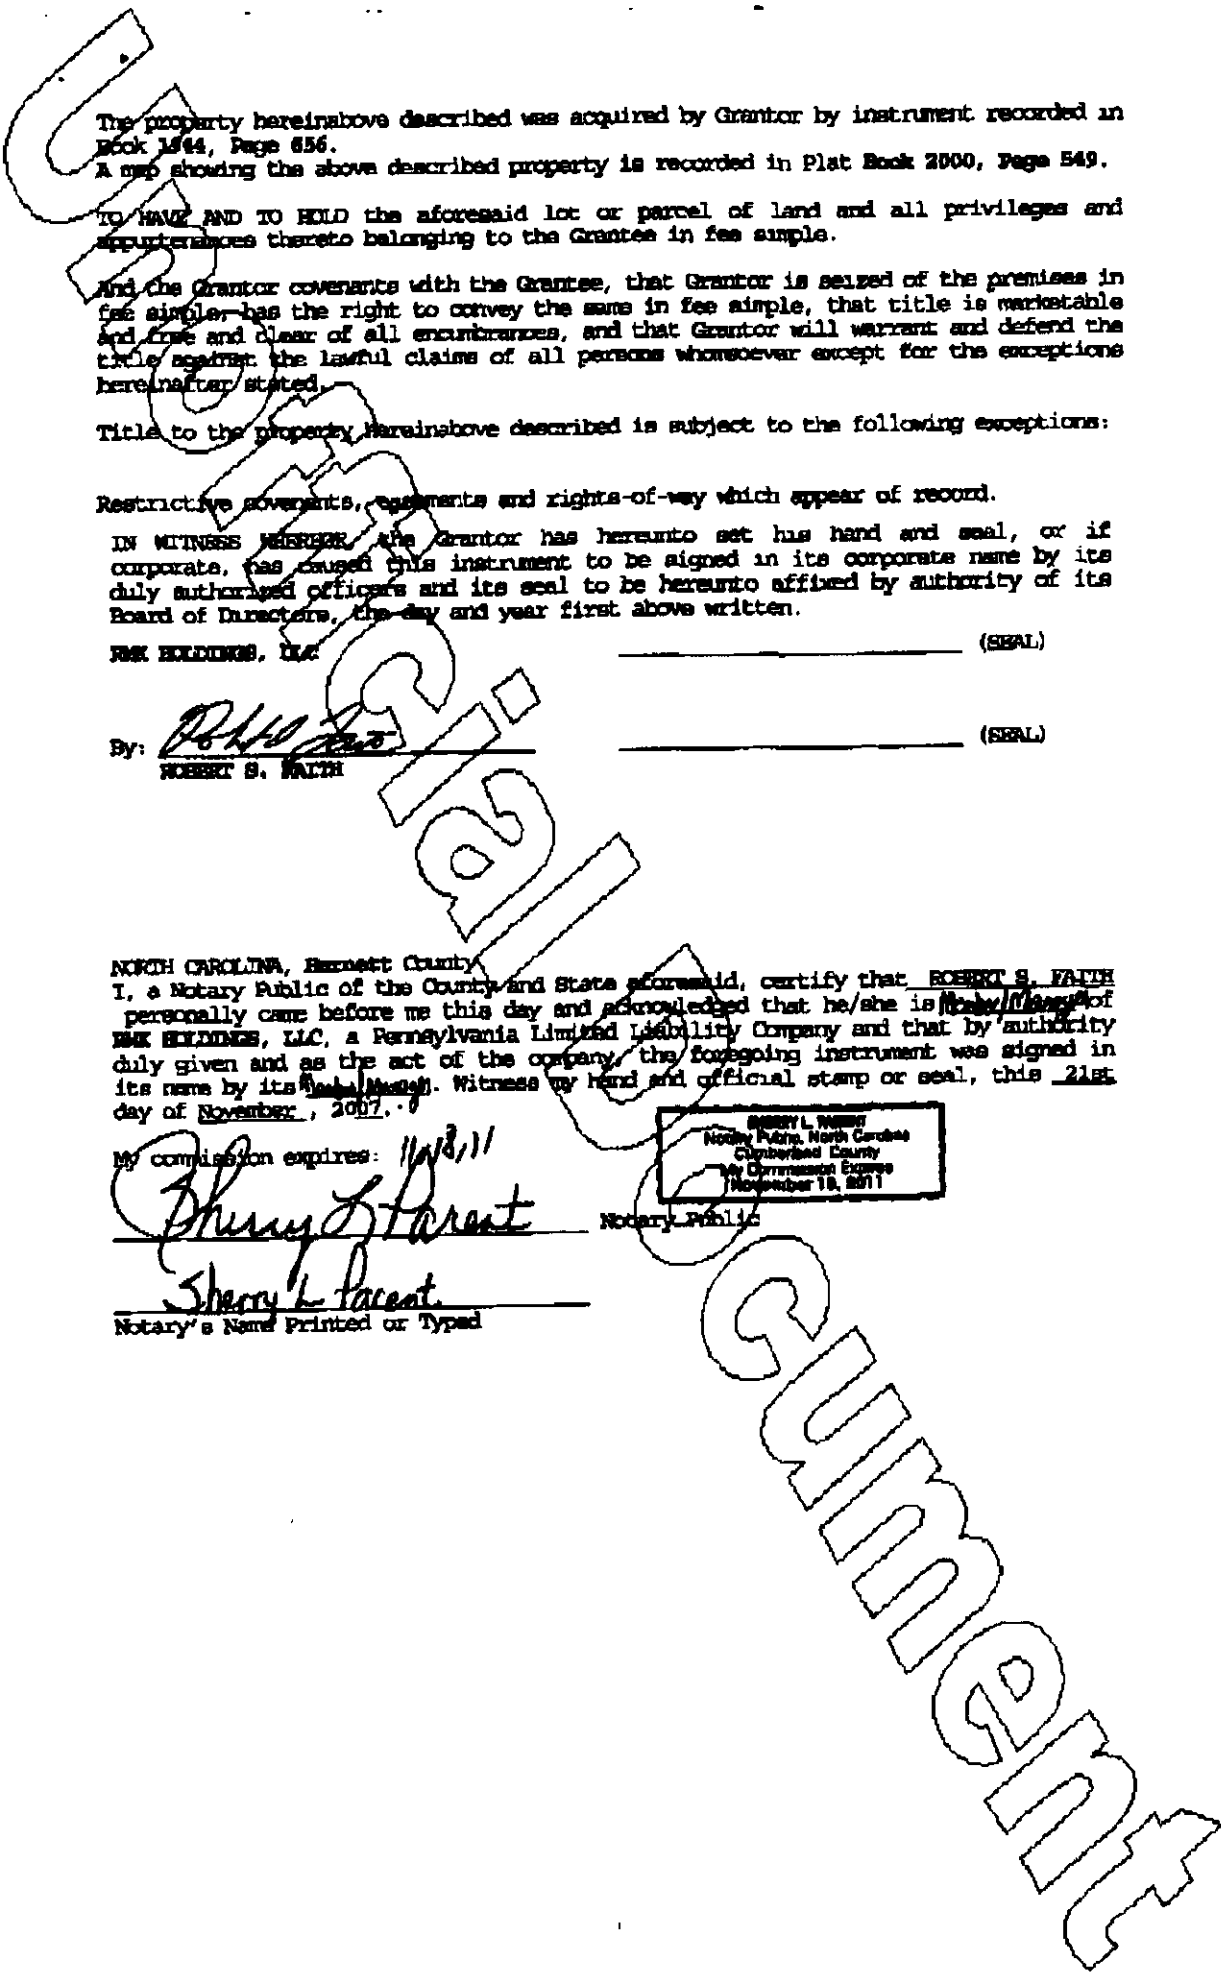 The property hereinabove described was acquired by Grantor by instrument recorded in
Book 1944, Page 656.
A map showing the above described property is recorded in Plat Book 2000, Page 549.
TO HAVE AND TO HOLD the aforesaid lot or parcel of land and all privileges and
appurtenances thereto belonging to the Grantee in fee simple.
And the Grantor covenants with the Grantee, that Grantor is seized of the premises in
fee simple, has the right to convey the same in fee simple, that title is marketable
and free and clear of all encumbrances, and that Grantor will warrant and defend the
title against the lawful claims of all persons whomsoever except for the exceptions
hereinafter stated.
Title to the property hereinabove described is subject to the following exceptions:
Restrictive covenants, easements and rights-of-way which appear of record.
IN WITNESS WHEREOF, the Grantor has hereunto set his hand and seal, or if
corporate, has caused this instrument to be signed in its corporate name by its
duly authorized officers and its seal to be hereunto affixed by authority of its
Board of Directors, the day and year first above written.
HOLDINGS, LLC (SEAL)
By: (SEAL)
ROBERT S. FAITH
NORTH CAROLINA, Harnett County
I, a Notary Public of the County and State aforesaid, certify that ROBERT S. FAITH
personally came before me this day and acknowledged that he/she is of
HOLDINGS, LLC, a Pennsylvania Limited Liability Company and that by authority
duly given and as the act of the company, the foregoing instrument was signed in
its name by its . Witness my hand and official stamp or seal, this 21st
day of November, 2007.
SHERRY L. PARENT
Notary Public, North Carolina
Cumberland County
My Commission Expires
November 18, 2011
My commission expires: 11/18/11
Sherry L Parent Notary Public
Sherry L Parent
Notary's Name Printed or Typed
Unofficial Document